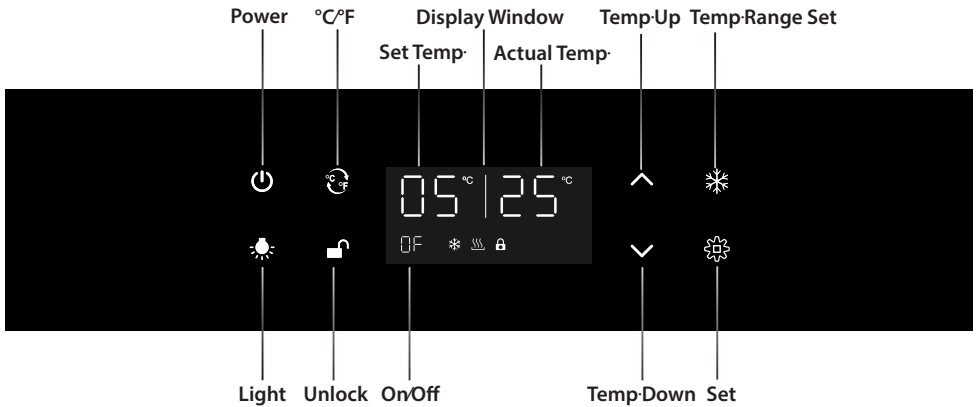 Power °C/°F Display Window Temp·Up Temp·Range Set
Set Temp· Actual Temp·
°C °F 05 °C 25 °C
0F
Light Unlock On/Off Temp·Down Set